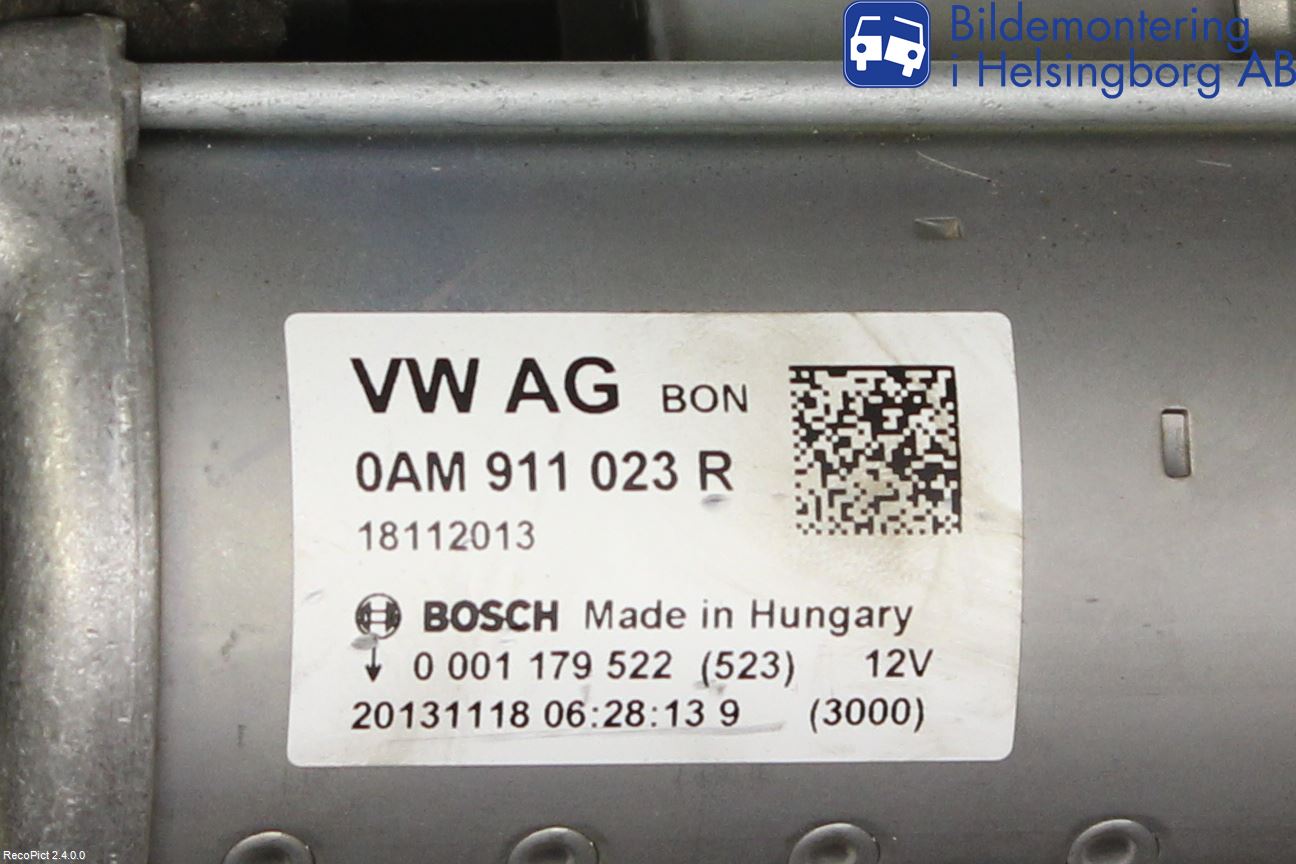 Bildemontering
i Helsingborg AB
VW AG BON
0AM 911 023 R
18112013
BOSCH Made in Hungary
↓ 0 001 179 522 (523) 12V
20131118 06:28:13 9 (3000)
RecoPict 2.4.0.0